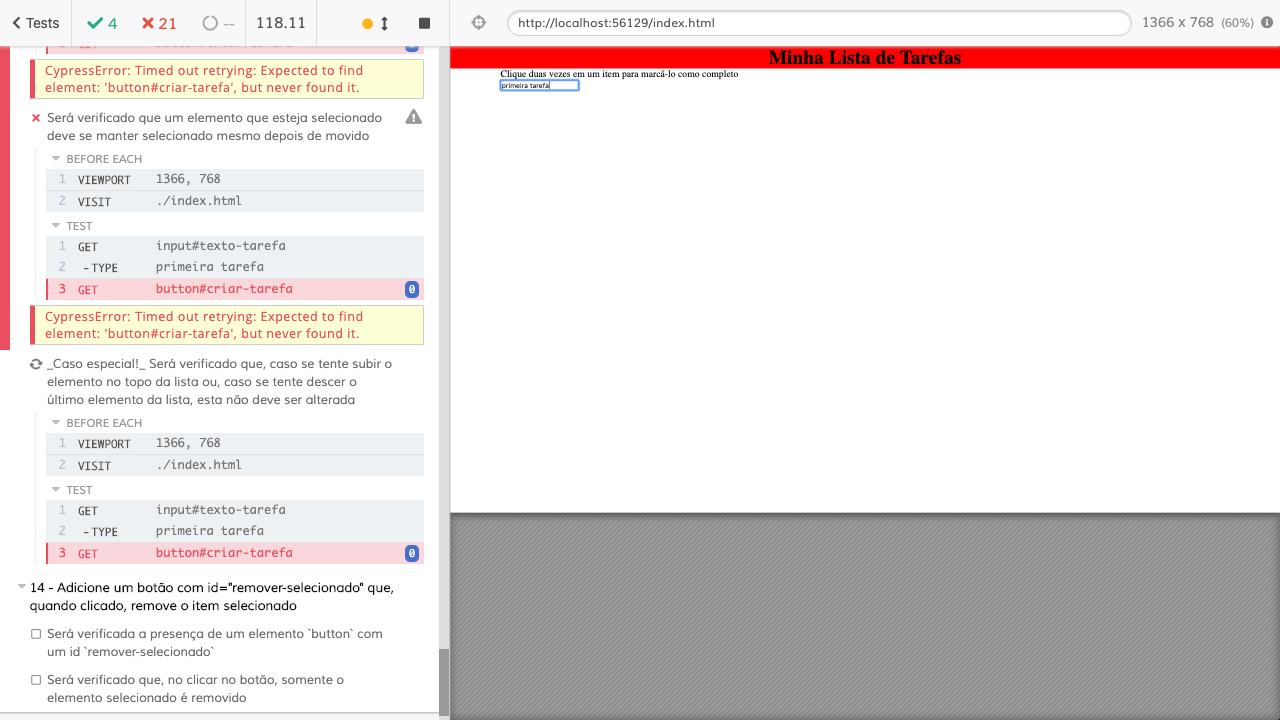 Tests
4
21
--
118.11
http://localhost:56129/index.html
1366 x 768 (60%)
CypressError: Timed out retrying: Expected to find
element: 'button#criar-tarefa', but never found it.
Será verificado que um elemento que esteja selecionado
deve se manter selecionado mesmo depois de movido
BEFORE EACH
1 VIEWPORT 1366, 768
2 VISIT ./index.html
TEST
1 GET input#texto-tarefa
2 - TYPE primeira tarefa
3 GET button#criar-tarefa 0
CypressError: Timed out retrying: Expected to find
element: 'button#criar-tarefa', but never found it.
_Caso especial!_ Será verificado que, caso se tente subir o
elemento no topo da lista ou, caso se tente descer o
último elemento da lista, esta não deve ser alterada
BEFORE EACH
1 VIEWPORT 1366, 768
2 VISIT ./index.html
TEST
1 GET input#texto-tarefa
2 - TYPE primeira tarefa
3 GET button#criar-tarefa 0
14 - Adicione um botão com id="remover-selecionado" que,
quando clicado, remove o item selecionado
Será verificada a presença de um elemento `button` com
um id `remover-selecionado`
Será verificado que, no clicar no botão, somente o
elemento selecionado é removido
Minha Lista de Tarefas
Clique duas vezes em um item para marcá-lo como completo
primeira tarefa